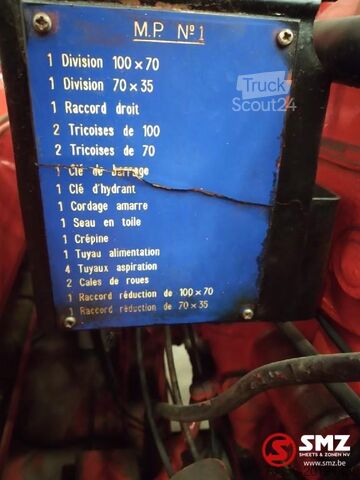 M.P. Nº1
1 Division 100×70
1 Division 70×35
1 Raccord droit
2 Tricoises de 100
2 Tricoises de 70
1 Clé de barrage
1 Clé d'hydrant
1 Cordage amarre
1 Seau en toile
1 Crépine
1 Tuyau alimentation
4 Tuyaux aspiration
2 Cales de roues
1 Raccord réduction de 100×70
1 Raccord réduction de 70×35
Truck
Scout24
SMZ
SHEETS & ZONEN NV
www.smz.be